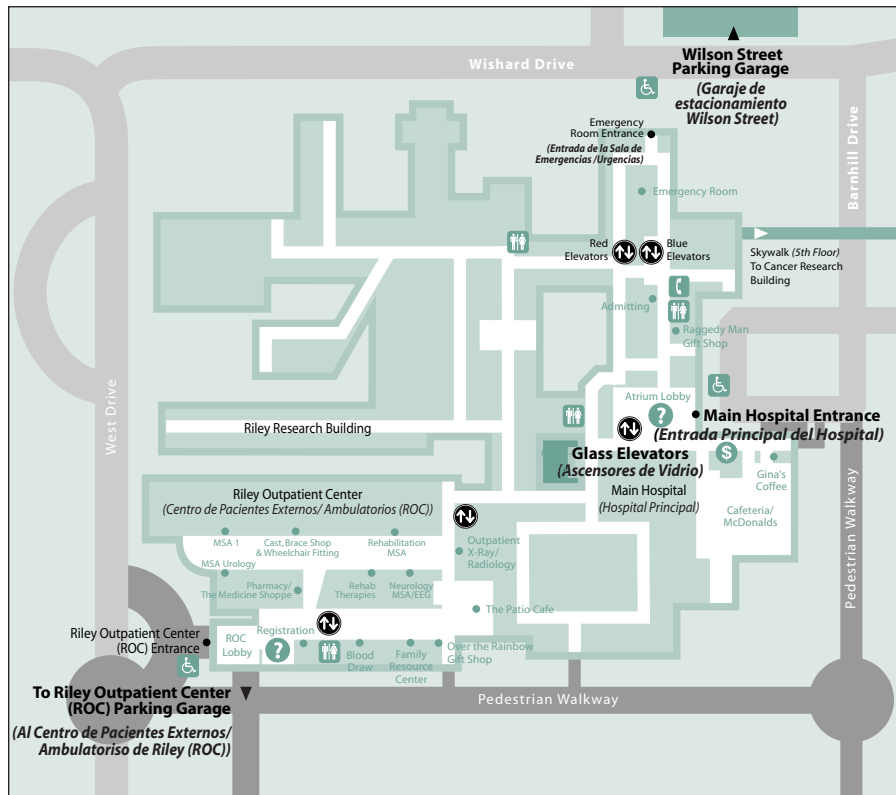 Wishard Drive
Wilson Street
Parking Garage
(Garaje de
estacionamiento
Wilson Street)
Barnhill Drive
Emergency
Room Entrance
(Entrada de la Sala de
Emergencias /Urgencias)
Emergency Room
Red
Elevators
Blue
Elevators
Skywalk (5th Floor)
To Cancer Research
Building
Admitting
Raggedy Man
Gift Shop
West Drive
Atrium Lobby
?
Main Hospital Entrance
(Entrada Principal del Hospital)
Riley Research Building
Glass Elevators
(Ascensores de Vidrio)
$
Gina's
Coffee
Main Hospital
(Hospital Principal)
Cafeteria/
McDonalds
Pedestrian Walkway
Riley Outpatient Center
(Centro de Pacientes Externos/ Ambulatorios (ROC))
MSA 1
Cast, Brace Shop
& Wheelchair Fitting
Rehabilitation
MSA
Outpatient
X-Ray/
Radiology
MSA Urology
Pharmacy/
The Medicine Shoppe
Rehab
Therapies
Neurology
MSA/EEG
The Patio Cafe
Riley Outpatient Center
(ROC) Entrance
ROC
Lobby
Registration
?
Blood
Draw
Family
Resource
Center
Over the Rainbow
Gift Shop
To Riley Outpatient Center
(ROC) Parking Garage
(Al Centro de Pacientes Externos/
Ambulatoriso de Riley (ROC))
Pedestrian Walkway